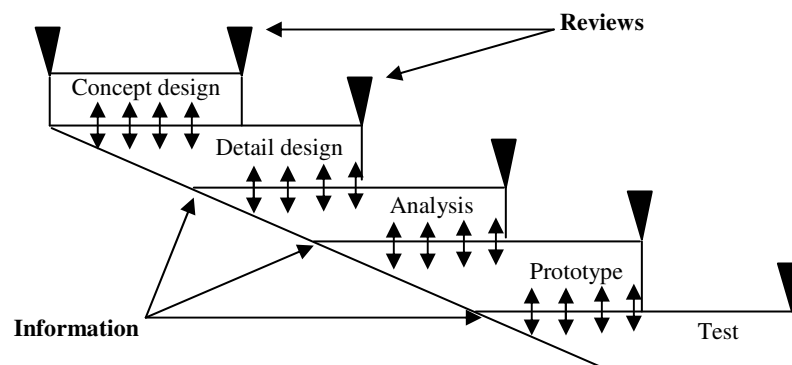 Reviews
Concept design
Detail design
Analysis
Prototype
Information
Test